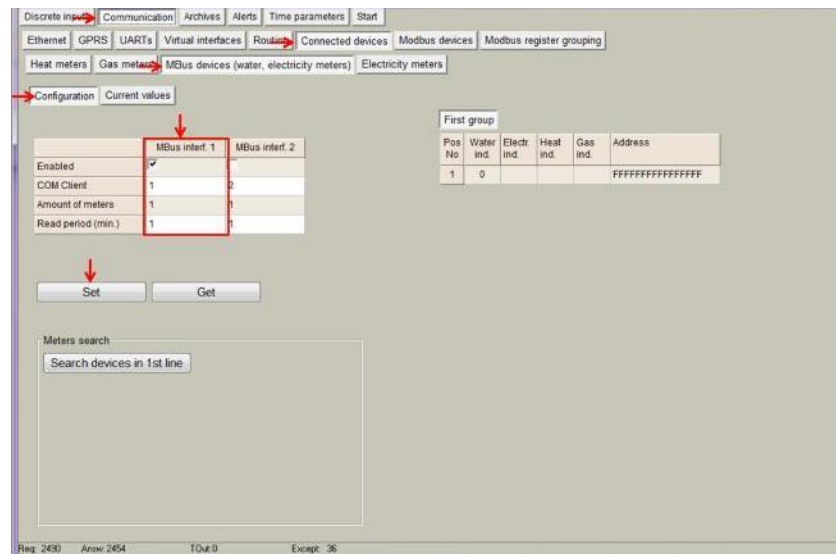 Discrete inputs Communication Archives Alerts Time parameters Start
Ethernet GPRS UARTs Virtual interfaces Routing Connected devices Modbus devices Modbus register grouping
Heat meters Gas meters MBus devices (water, electricity meters) Electricity meters
Configuration Current values
First group
MBus interf. 1 MBus interf. 2
Enabled
COM Client 1 2
Amount of meters 1 1
Read period (min.) 1 1
Pos No Water ind. Electr. ind. Heat ind. Gas ind. Address
1 0 FFFFFFFFFFFFFFFF
Set Get
Meters search
Search devices in 1st line
Req: 2490 Answ: 2454 TOut:0 Except: 36